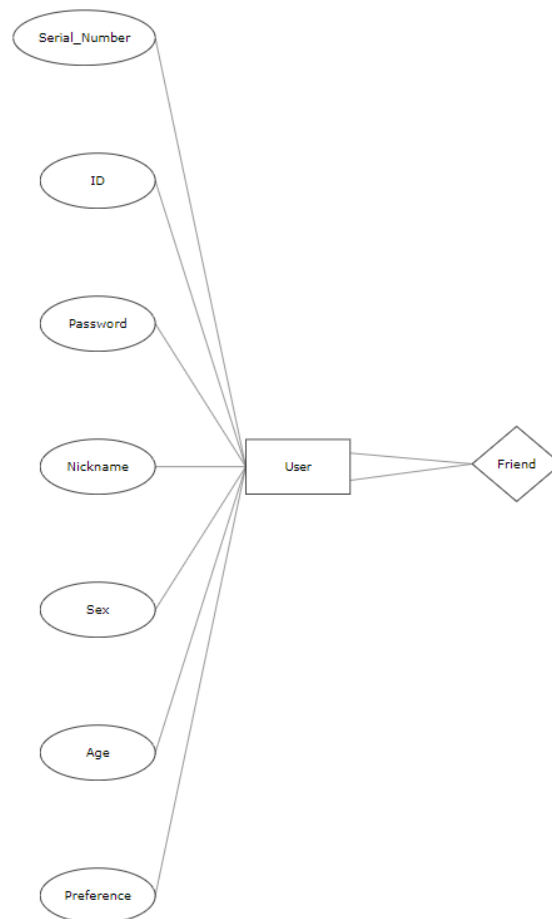 Serial_Number
ID
Password
Nickname
User
Friend
Sex
Age
Preference